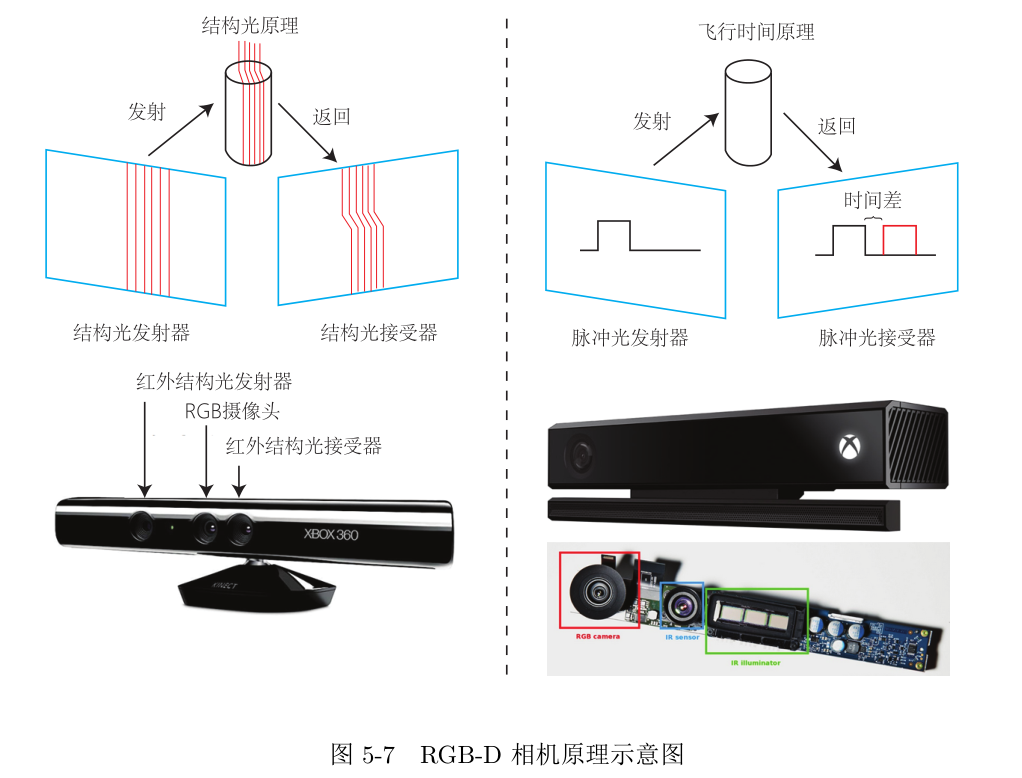 结构光原理
发射
返回
结构光发射器
结构光接受器
飞行时间原理
发射
返回
时间差
脉冲光发射器
脉冲光接受器
红外结构光发射器
RGB摄像头
红外结构光接受器
XBOX 360
KINECT
RGB camera
IR sensor
IR illuminator
图 5-7 RGB-D 相机原理示意图